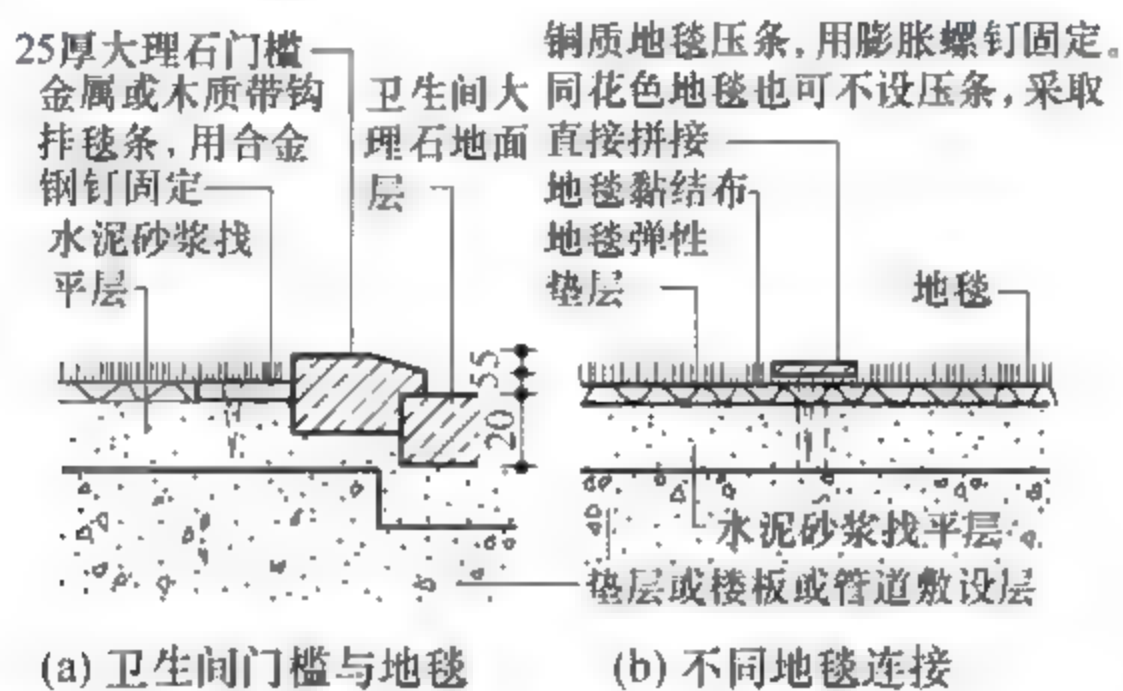 25厚大理石门槛
金属或木质带钩
挂毯条,用合金
钢钉固定
水泥砂浆找
平层
卫生间大
理石地面
层
铜质地毯压条,用膨胀螺钉固定。
同花色地毯也可不设压条,采取
直接拼接
地毯黏结布
地毯弹性
垫层
地毯
55
20
水泥砂浆找平层
垫层或楼板或管道敷设层
(a) 卫生间门槛与地毯
(b) 不同地毯连接